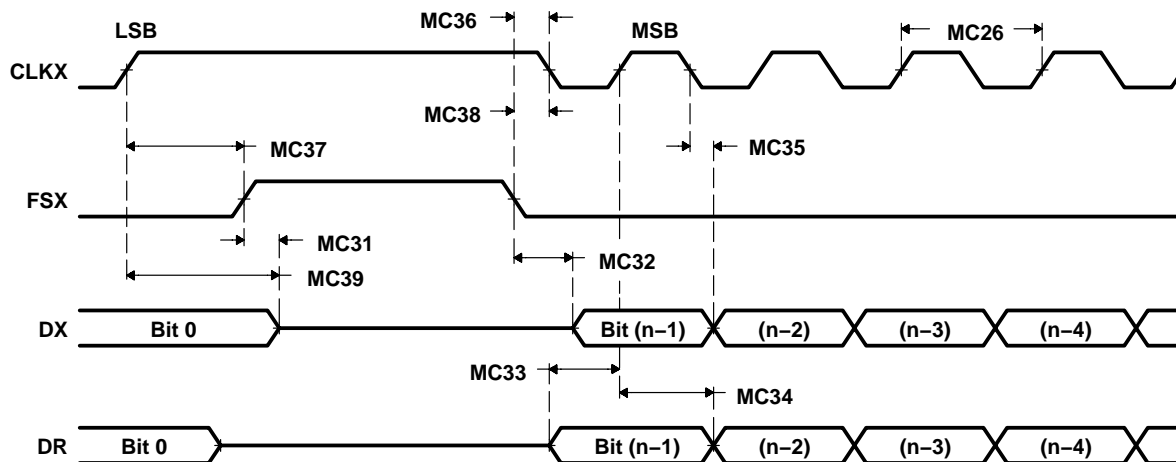 LSB MC36 MSB MC26
CLKX
MC38
MC37 MC35
FSX
MC31
MC32
MC39
DX Bit 0 Bit (n−1) (n−2) (n−3) (n−4)
MC33
MC34
DR Bit 0 Bit (n−1) (n−2) (n−3) (n−4)